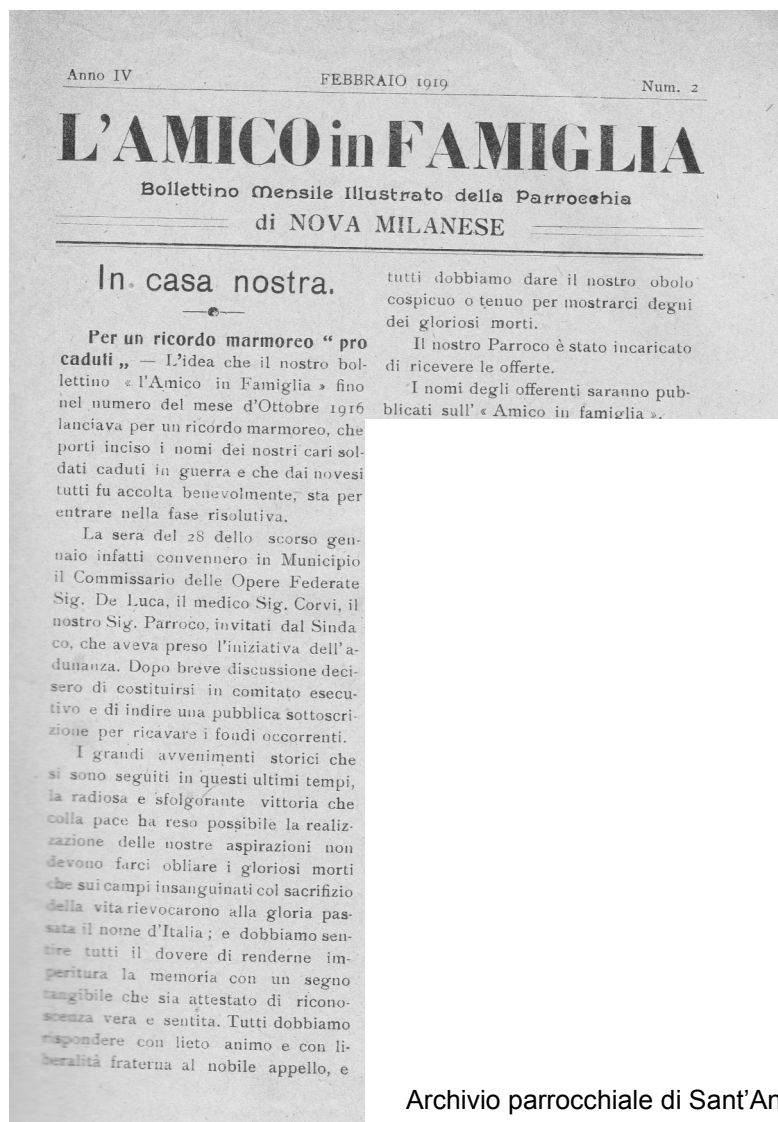 Anno IV
FEBBRAIO 1919
Num. 2
L'AMICO in FAMIGLIA
Bollettino Mensile Illustrato della Parrocchia
di NOVA MILANESE
In casa nostra.
Per un ricordo marmoreo “ pro
caduti „ — L'idea che il nostro bol-
lettino « l'Amico in Famiglia » fino
nel numero del mese d'Ottobre 1916
lanciava per un ricordo marmoreo, che
porti inciso i nomi dei nostri cari sol-
dati caduti in guerra e che dai novesi
tutti fu accolta benevolmente, sta per
entrare nella fase risolutiva.
La sera del 28 dello scorso gen-
naio infatti convennero in Municipio
il Commissario delle Opere Federate
Sig. De Luca, il medico Sig. Corvi, il
nostro Sig. Parroco, invitati dal Sinda
co, che aveva preso l'iniziativa dell'a-
dunanza. Dopo breve discussione deci-
sero di costituirsi in comitato esecu-
tivo e di indire una pubblica sottoscri-
zione per ricavare i fondi occorrenti.
I grandi avvenimenti storici che
si sono seguiti in questi ultimi tempi,
la radiosa e sfolgorante vittoria che
colla pace ha reso possibile la realiz-
zazione delle nostre aspirazioni non
devono farci obliare i gloriosi morti
che sui campi insanguinati col sacrifizio
della vita rievocarono alla gloria pas-
sata il nome d'Italia ; e dobbiamo sen-
tire tutti il dovere di renderne im-
peritura la memoria con un segno
tangibile che sia attestato di ricono-
scenza vera e sentita. Tutti dobbiamo
rispondere con lieto animo e con li-
beralità fraterna al nobile appello, e
tutti dobbiamo dare il nostro obolo
cospicuo o tenuo per mostrarci degni
dei gloriosi morti.
Il nostro Parroco è stato incaricato
di ricevere le offerte.
I nomi degli offerenti saranno pub-
blicati sull' « Amico in famiglia ».
Archivio parrocchiale di Sant'An